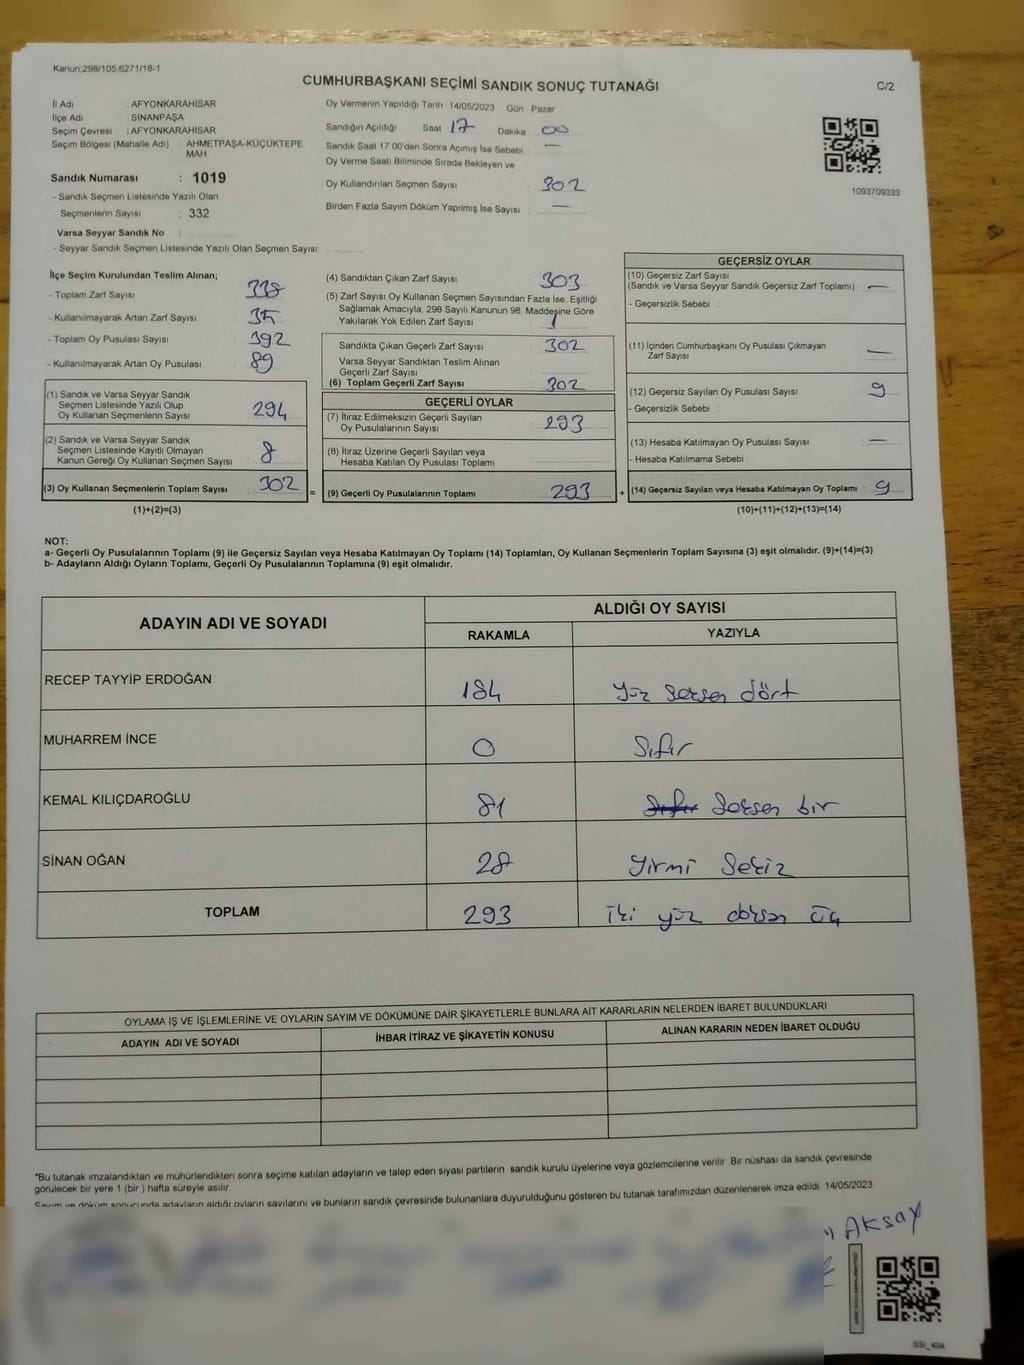 Kanun:298/105,6271/18-1
CUMHURBAŞKANI SEÇİMİ SANDIK SONUÇ TUTANAĞI
C/2
İl Adı : AFYONKARAHİSAR
İlçe Adı : SİNANPAŞA
Seçim Çevresi : AFYONKARAHİSAR
Seçim Bölgesi (Mahalle Adı) : AHMETPAŞA-KÜÇÜKTEPE MAH
Sandık Numarası : 1019
- Sandık Seçmen Listesinde Yazılı Olan
Seçmenlerin Sayısı : 332
Varsa Seyyar Sandık No :
- Seyyar Sandık Seçmen Listesinde Yazılı Olan Seçmen Sayısı:
Oy Vermenin Yapıldığı Tarih 14/05/2023 Gün Pazar
Sandığın Açıldığı Saat 17 Dakika 00
Sandık Saat 17 00'den Sonra Açılmış İse Sebebi —
Oy Verme Saati Bitiminde Sırada Bekleyen ve
Oy Kullandırılan Seçmen Sayısı : 302
Birden Fazla Sayım Döküm Yapılmış İse Sayısı : —
1093709333
İlçe Seçim Kurulundan Teslim Alınan;
- Toplam Zarf Sayısı : 338
- Kullanılmayarak Artan Zarf Sayısı : 35
- Toplam Oy Pusulası Sayısı : 392
- Kullanılmayarak Artan Oy Pusulası : 89
(1) Sandık ve Varsa Seyyar Sandık
Seçmen Listesinde Yazılı Olup
Oy Kullanan Seçmenlerin Sayısı : 294
(2) Sandık ve Varsa Seyyar Sandık
Seçmen Listesinde Kayıtlı Olmayan
Kanun Gereği Oy Kullanan Seçmen Sayısı : 8
(3) Oy Kullanan Seçmenlerin Toplam Sayısı : 302
(1)+(2)=(3)
(4) Sandıktan Çıkan Zarf Sayısı : 303
(5) Zarf Sayısı Oy Kullanan Seçmen Sayısından Fazla İse, Eşitliği
Sağlamak Amacıyla, 298 Sayılı Kanunun 98. Maddesine Göre
Yakılarak Yok Edilen Zarf Sayısı : 1
Sandıkta Çıkan Geçerli Zarf Sayısı : 302
Varsa Seyyar Sandıktan Teslim Alınan
Geçerli Zarf Sayısı
(6) Toplam Geçerli Zarf Sayısı : 302
GEÇERLİ OYLAR
(7) İtiraz Edilmeksizin Geçerli Sayılan
Oy Pusulalarının Sayısı : 293
(8) İtiraz Üzerine Geçerli Sayılan veya
Hesaba Katılan Oy Pusulası Toplamı :
= (9) Geçerli Oy Pusulalarının Toplamı : 293 +
GEÇERSİZ OYLAR
(10) Geçersiz Zarf Sayısı
(Sandık ve Varsa Seyyar Sandık Geçersiz Zarf Toplamı) : —
- Geçersizlik Sebebi :
(11) İçinden Cumhurbaşkanı Oy Pusulası Çıkmayan
Zarf Sayısı : —
(12) Geçersiz Sayılan Oy Pusulası Sayısı : 9
- Geçersizlik Sebebi :
(13) Hesaba Katılmayan Oy Pusulası Sayısı : —
- Hesaba Katılmama Sebebi :
(14) Geçersiz Sayılan veya Hesaba Katılmayan Oy Toplamı : 9
(10)+(11)+(12)+(13)=(14)
NOT:
a- Geçerli Oy Pusulalarının Toplamı (9) ile Geçersiz Sayılan veya Hesaba Katılmayan Oy Toplamı (14) Toplamları, Oy Kullanan Seçmenlerin Toplam Sayısına (3) eşit olmalıdır. (9)+(14)=(3)
b- Adayların Aldığı Oyların Toplamı, Geçerli Oy Pusulalarının Toplamına (9) eşit olmalıdır.
ADAYIN ADI VE SOYADI
ALDIĞI OY SAYISI
RAKAMLA YAZIYLA
RECEP TAYYİP ERDOĞAN 184 Yüz Seksen dört
MUHARREM İNCE 0 Sıfır
KEMAL KILIÇDAROĞLU 81 Sıfır Seksen bir
SİNAN OĞAN 28 Yirmi Sekiz
TOPLAM 293 İki yüz doksan üç
OYLAMA İŞ VE İŞLEMLERİNE VE OYLARIN SAYIM VE DÖKÜMÜNE DAİR ŞİKAYETLERLE BUNLARA AİT KARARLARIN NELERDEN İBARET BULUNDUKLARI
ADAYIN ADI VE SOYADI İHBAR İTİRAZ VE ŞİKAYETİN KONUSU ALINAN KARARIN NEDEN İBARET OLDUĞU
*Bu tutanak imzalandıktan ve mühürlendikten sonra seçime katılan adayların ve talep eden siyasi partilerin sandık kurulu üyelerine veya gözlemcilerine verilir. Bir nüshası da sandık çevresinde
görülecek bir yere 1 (bir ) hafta süreyle asılır.
Sayım ve döküm sonucunda adayların aldığı oyların sayılarını ve bunların sandık çevresinde bulunanlara duyurulduğunu gösteren bu tutanak tarafımızdan düzenlenerek imza edildi. 14/05/2023
Aksay
SSI_404